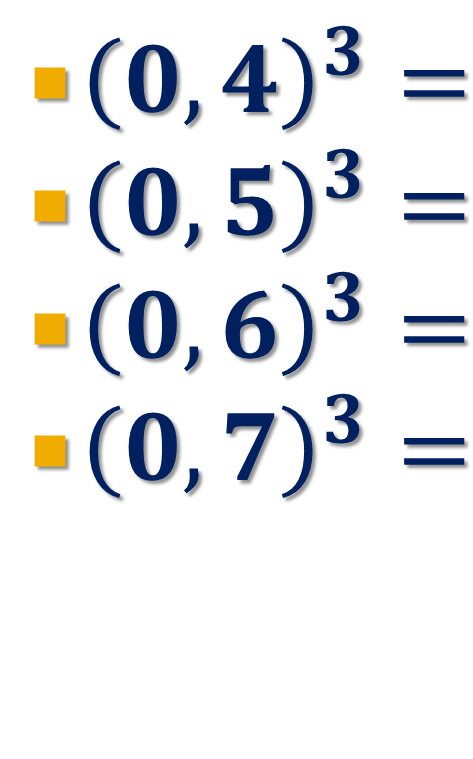 ▪ (0, 4)³ =
▪ (0, 5)³ =
▪ (0, 6)³ =
▪ (0, 7)³ =